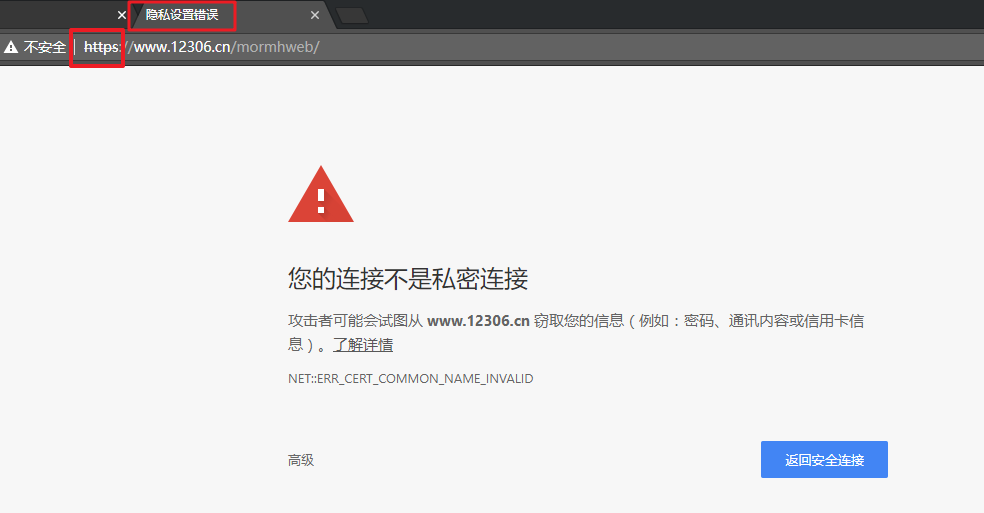 隐私设置错误
不安全 https://www.12306.cn/mormhweb/
您的连接不是私密连接
攻击者可能会试图从 www.12306.cn 窃取您的信息（例如：密码、通讯内容或信用卡信
息）。了解详情
NET::ERR_CERT_COMMON_NAME_INVALID
高级
返回安全连接